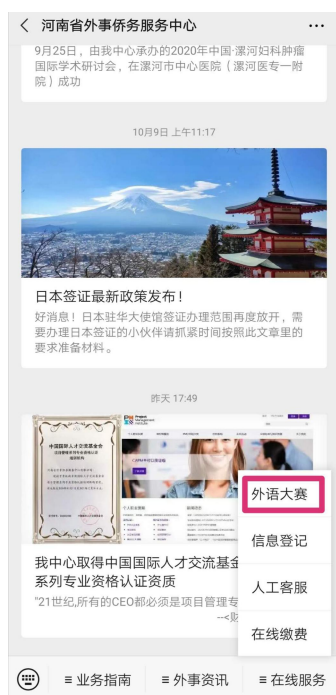 河南省外事侨务服务中心
9月25日，由我中心承办的2020年中国·漯河妇科肿瘤
国际学术研讨会，在漯河市中心医院（漯河医专一附
院）成功
10月9日 上午11:17
日本签证最新政策发布！
好消息！日本驻华大使馆签证办理范围再度放开，需
要办理日本签证的小伙伴请抓紧时间按照此文章里的
要求准备材料。
昨天 17:49
中国国际人才交流基金会
Project
Management
Institute
外语大赛
信息登记
人工客服
在线缴费
我中心取得中国国际人才交流基金
系列专业资格认证资质
"21世纪,所有的CEO都必须是项目管理专
--<财
业务指南
外事资讯
在线服务